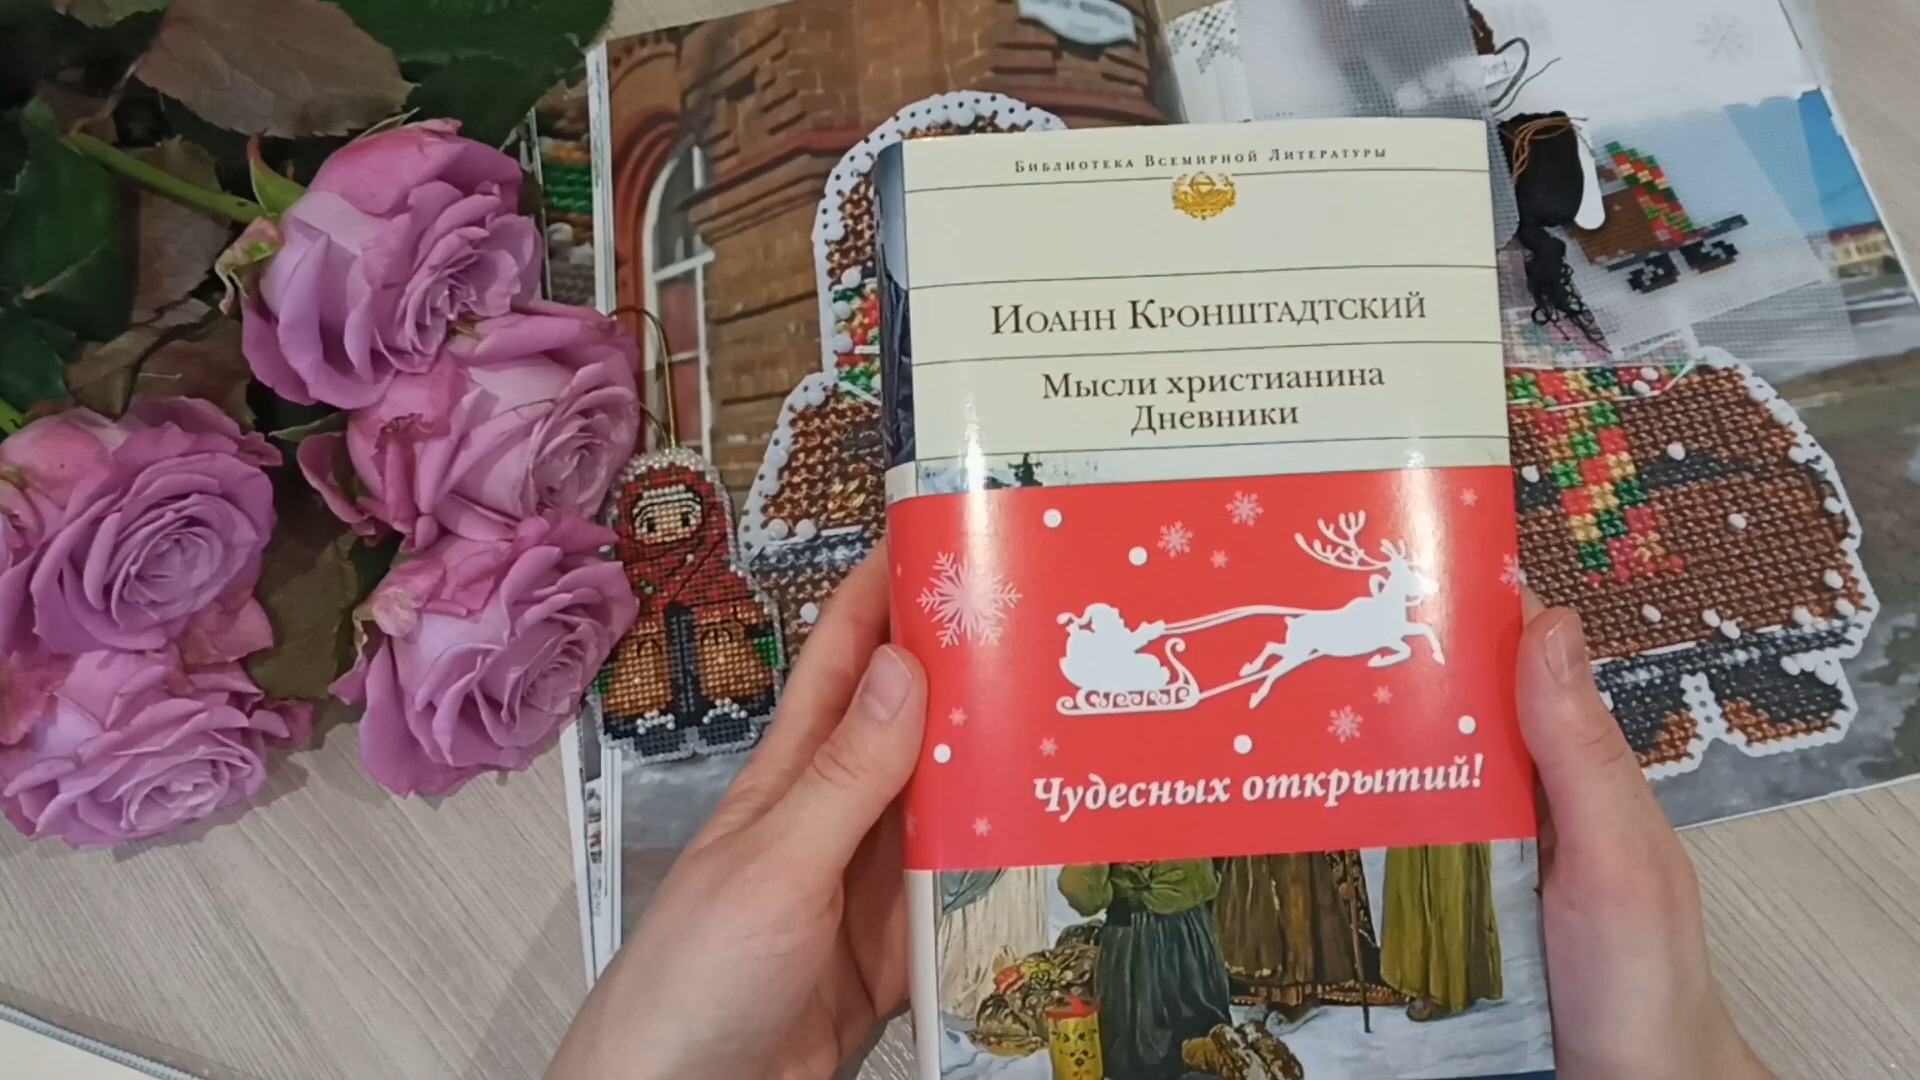 Библиотека Всемирной Литературы
Иоанн Кронштадтский
Мысли христианина
Дневники
Чудесных открытий!